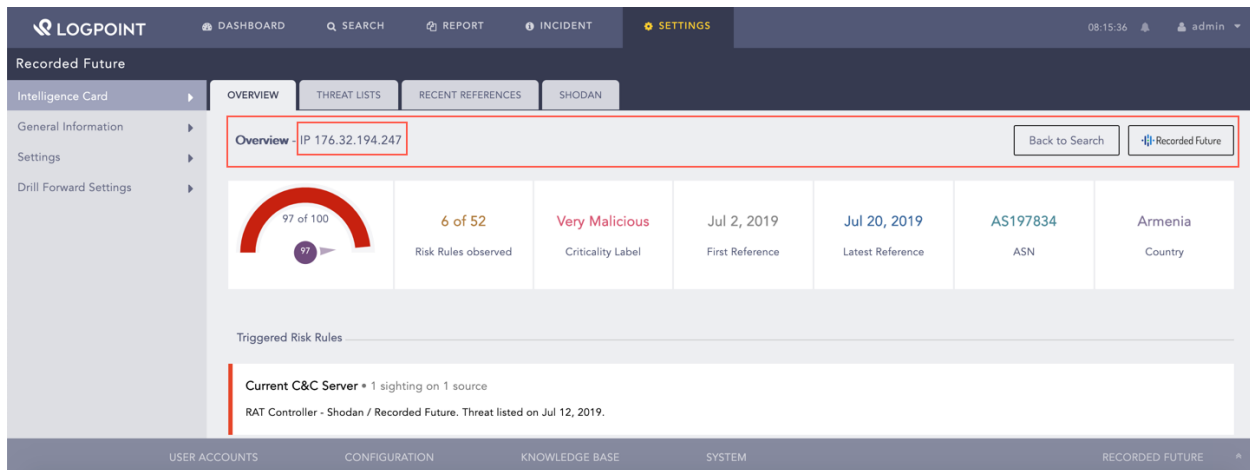 LOGPOINT DASHBOARD SEARCH REPORT INCIDENT SETTINGS 08:15:36 admin
Recorded Future
Intelligence Card
General Information
Settings
Drill Forward Settings
OVERVIEW THREAT LISTS RECENT REFERENCES SHODAN
Overview - IP 176.32.194.247 Back to Search Recorded Future
97 of 100
97
6 of 52
Risk Rules observed
Very Malicious
Criticality Label
Jul 2, 2019
First Reference
Jul 20, 2019
Latest Reference
AS197834
ASN
Armenia
Country
Triggered Risk Rules
Current C&C Server • 1 sighting on 1 source
RAT Controller - Shodan / Recorded Future. Threat listed on Jul 12, 2019.
USER ACCOUNTS CONFIGURATION KNOWLEDGE BASE SYSTEM RECORDED FUTURE